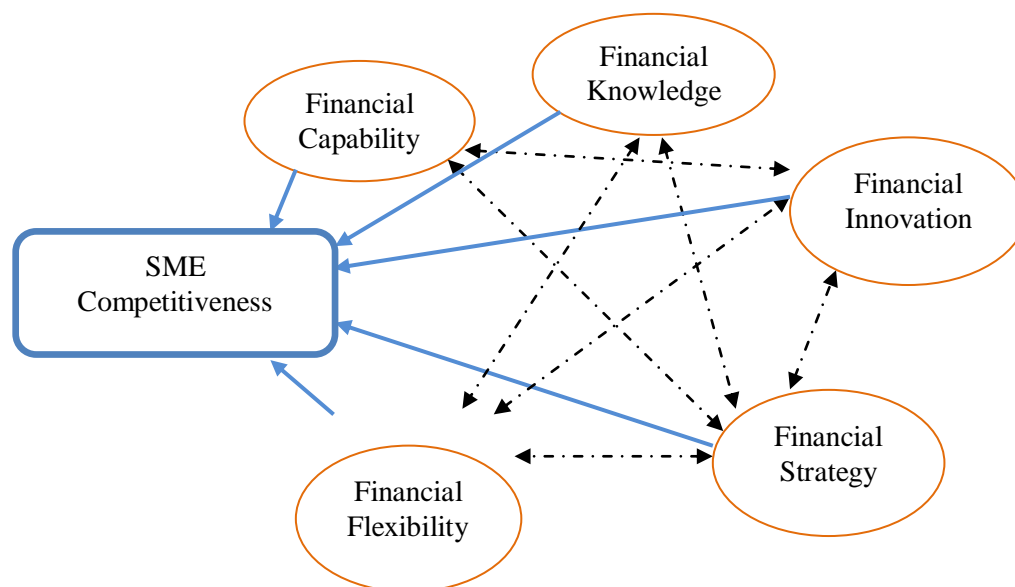 Financial
Knowledge
Financial
Capability
Financial
Innovation
SME
Competitiveness
Financial
Strategy
Financial
Flexibility